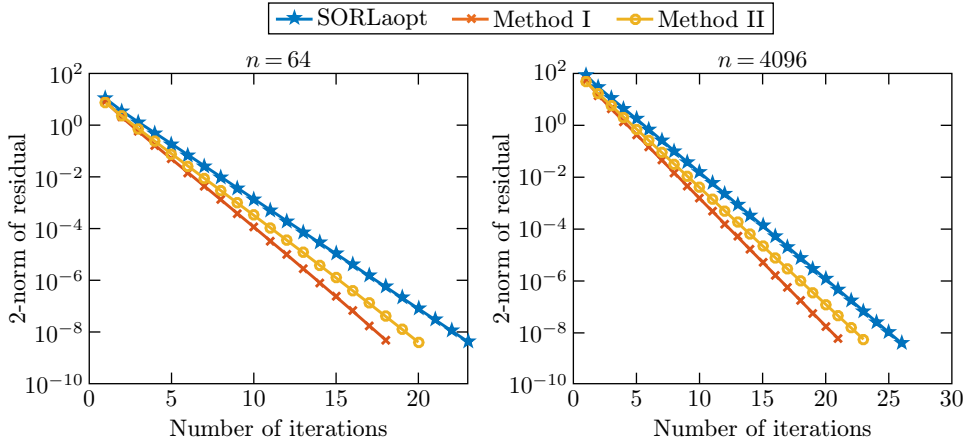 SORLaopt Method I Method II
n = 64
10^2
10^0
10^-2
10^-4
10^-6
10^-8
10^-10
2-norm of residual
0 5 10 15 20
Number of iterations
n = 4096
10^2
10^0
10^-2
10^-4
10^-6
10^-8
10^-10
2-norm of residual
0 5 10 15 20 25 30
Number of iterations